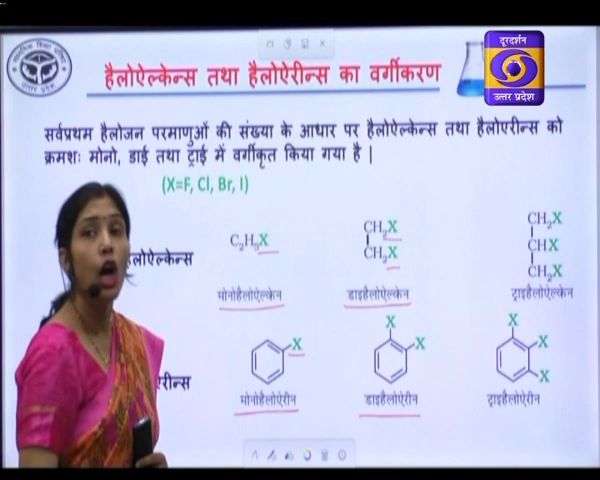 हैलोऐल्केन्स तथा हैलोऐरीन्स का वर्गीकरण
दूरदर्शन
उत्तर प्रदेश
सर्वप्रथम हैलोजन परमाणुओं की संख्या के आधार पर हैलोऐल्केन्स तथा हैलोएरीन्स को
क्रमशः मोनो, डाई तथा ट्राई में वर्गीकृत किया गया है |
(X=F, Cl, Br, I)
लोऐल्केन्स
C₂H₅X
CH₂X
CH₂X
CH₂X
CHX
CH₂X
मोनोहैलोऐल्केन
डाइहैलोऐल्केन
ट्राइहैलोऐल्केन
ऐरीन्स
X
X
X
X
X
X
मोनोहैलोऐरीन
डाइहैलोऐरीन
ट्राइहैलोऐरीन